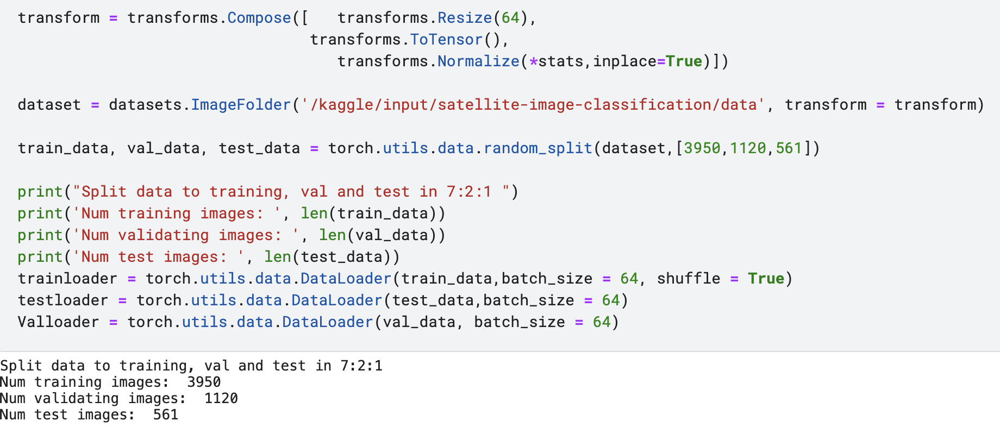 transform = transforms.Compose([   transforms.Resize(64),
                                transforms.ToTensor(),
                                   transforms.Normalize(*stats,inplace=True)])
dataset = datasets.ImageFolder('/kaggle/input/satellite-image-classification/data', transform = transform)
train_data, val_data, test_data = torch.utils.data.random_split(dataset,[3950,1120,561])
print("Split data to training, val and test in 7:2:1 ")
print('Num training images: ', len(train_data))
print('Num validating images: ', len(val_data))
print('Num test images: ', len(test_data))
trainloader = torch.utils.data.DataLoader(train_data,batch_size = 64, shuffle = True)
testloader = torch.utils.data.DataLoader(test_data,batch_size = 64)
Valloader = torch.utils.data.DataLoader(val_data, batch_size = 64)
Split data to training, val and test in 7:2:1
Num training images:  3950
Num validating images:  1120
Num test images:  561